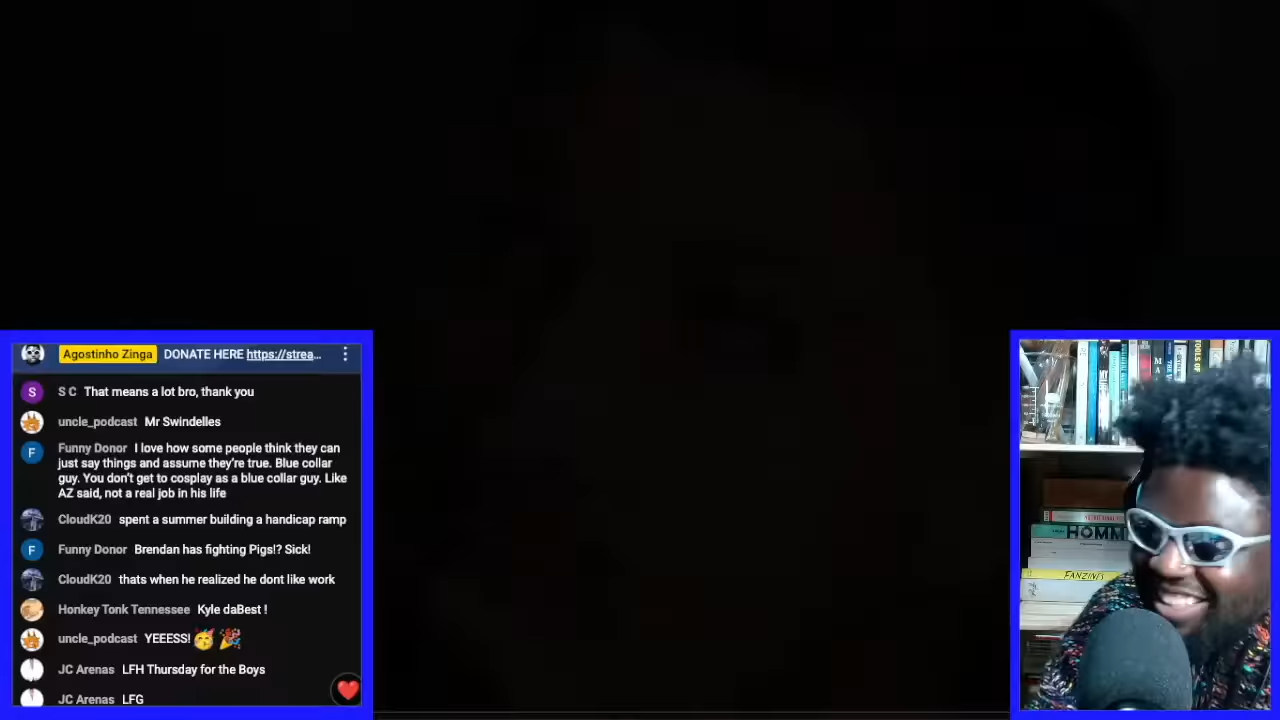 Agostinho Zinga DONATE HERE https://strea...
S S C That means a lot bro, thank you
uncle_podcast Mr Swindelles
F Funny Donor I love how some people think they can
just say things and assume they're true. Blue collar
guy. You don't get to cosplay as a blue collar guy. Like
AZ said, not a real job in his life
CloudK20 spent a summer building a handicap ramp
F Funny Donor Brendan has fighting Pigs!? Sick!
CloudK20 thats when he realized he dont like work
Honkey Tonk Tennessee Kyle daBest !
uncle_podcast YEEESS!🥳🎉
JC Arenas LFH Thursday for the Boys
JC Arenas LFG
TOOLS OF
HOMM
FANZINES